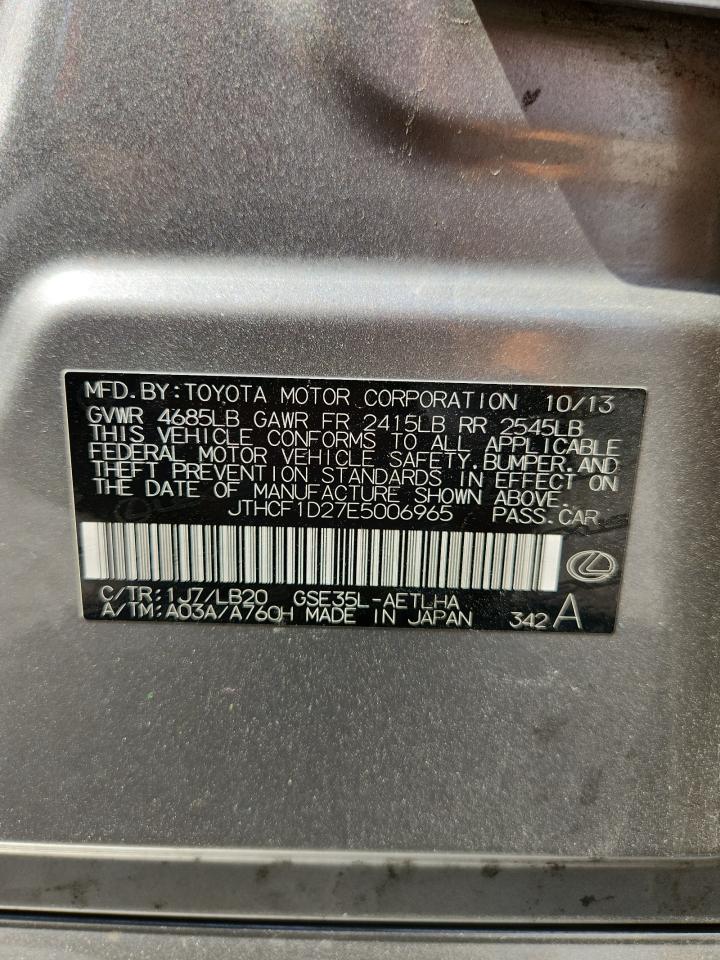 MFD. BY: TOYOTA MOTOR CORPORATION 10/13
GVWR 4685LB GAWR FR 2415LB RR 2545LB
THIS VEHICLE CONFORMS TO ALL APPLICABLE
FEDERAL MOTOR VEHICLE SAFETY, BUMPER, AND
THEFT PREVENTION STANDARDS IN EFFECT ON
THE DATE OF MANUFACTURE SHOWN ABOVE.
JTHCF1D27E5006965 PASS. CAR
C/TR: 1J7/LB20 GSE35L-AETLHA
A/TM: A03A/A760H MADE IN JAPAN 342 A